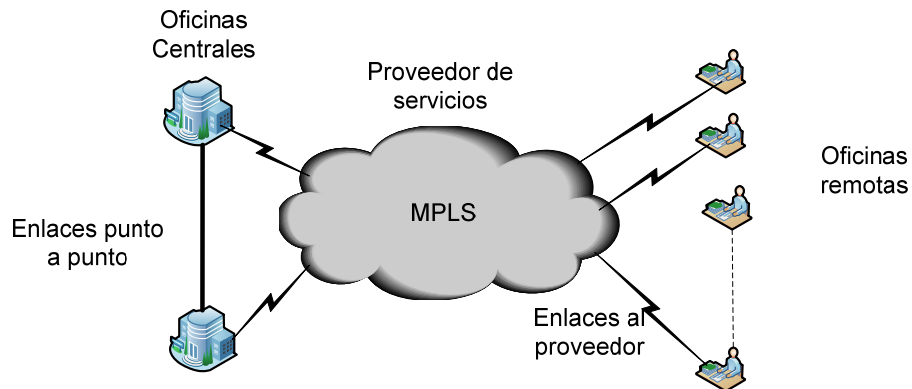 Oficinas
Centrales
Proveedor de
servicios
Oficinas
remotas
MPLS
Enlaces punto
a punto
Enlaces al
proveedor